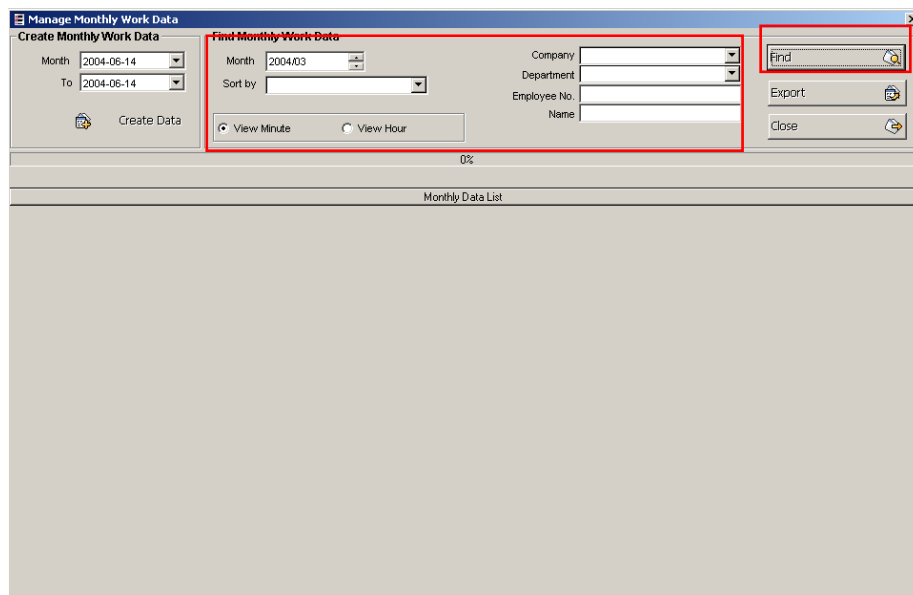 Manage Monthly Work Data
Create Monthly Work Data
Month 2004-06-14
To 2004-06-14
Create Data
Find Monthly Work Data
Month 2004/03
Sort by
View Minute View Hour
Company
Department
Employee No.
Name
Find
Export
Close
0%
Monthly Data List